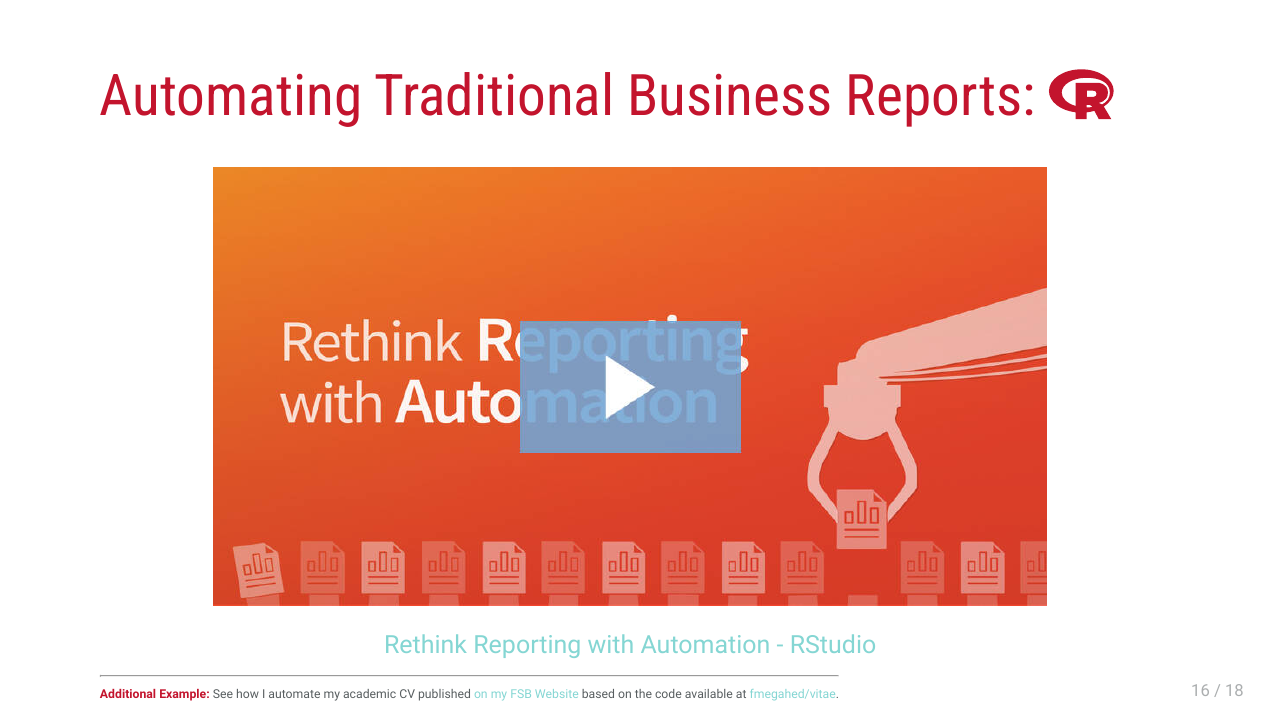 Automating Traditional Business Reports: R
Rethink Reporting
with Automation
Rethink Reporting with Automation - RStudio
Additional Example: See how I automate my academic CV published on my FSB Website based on the code available at fmegahed/vitae.
16 / 18